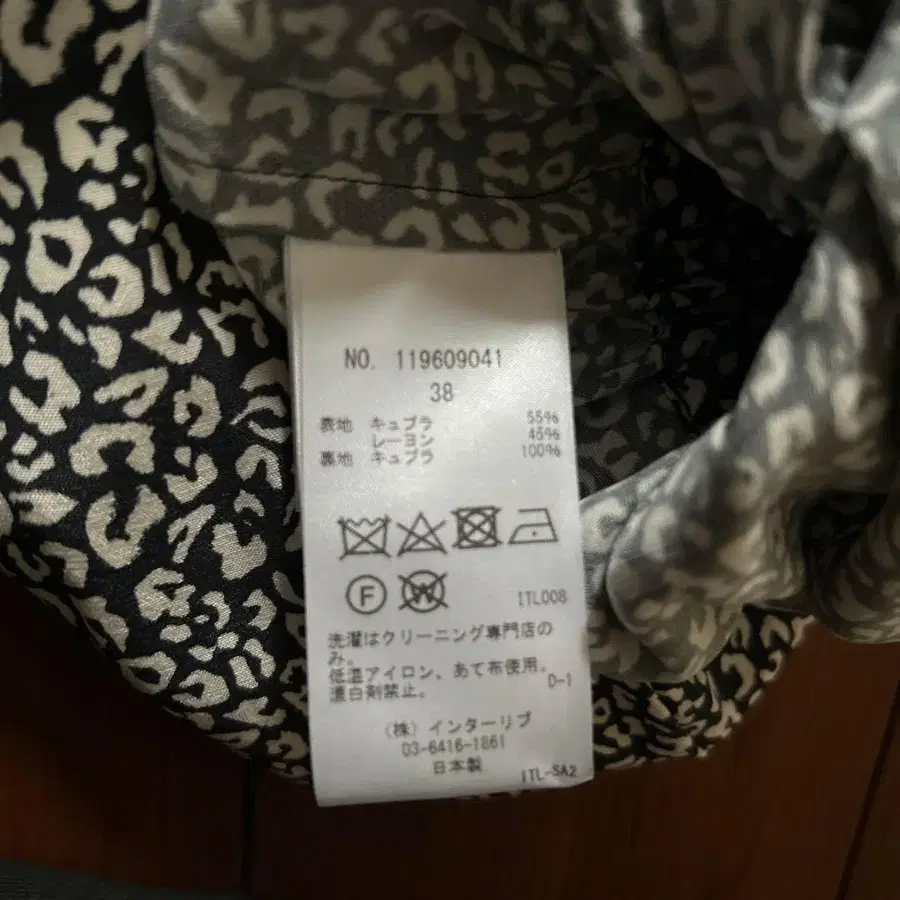 NO. 119609041
38
表地 キュプラ 55%
レーヨン 45%
裏地 キュプラ 100%
F W ITL008
洗濯はクリーニング専門店の
み。
低温アイロン、あて布使用。
漂白剤禁止。 D-1
(株) インターリブ
03-6416-1861
日本製 ITL-SA2